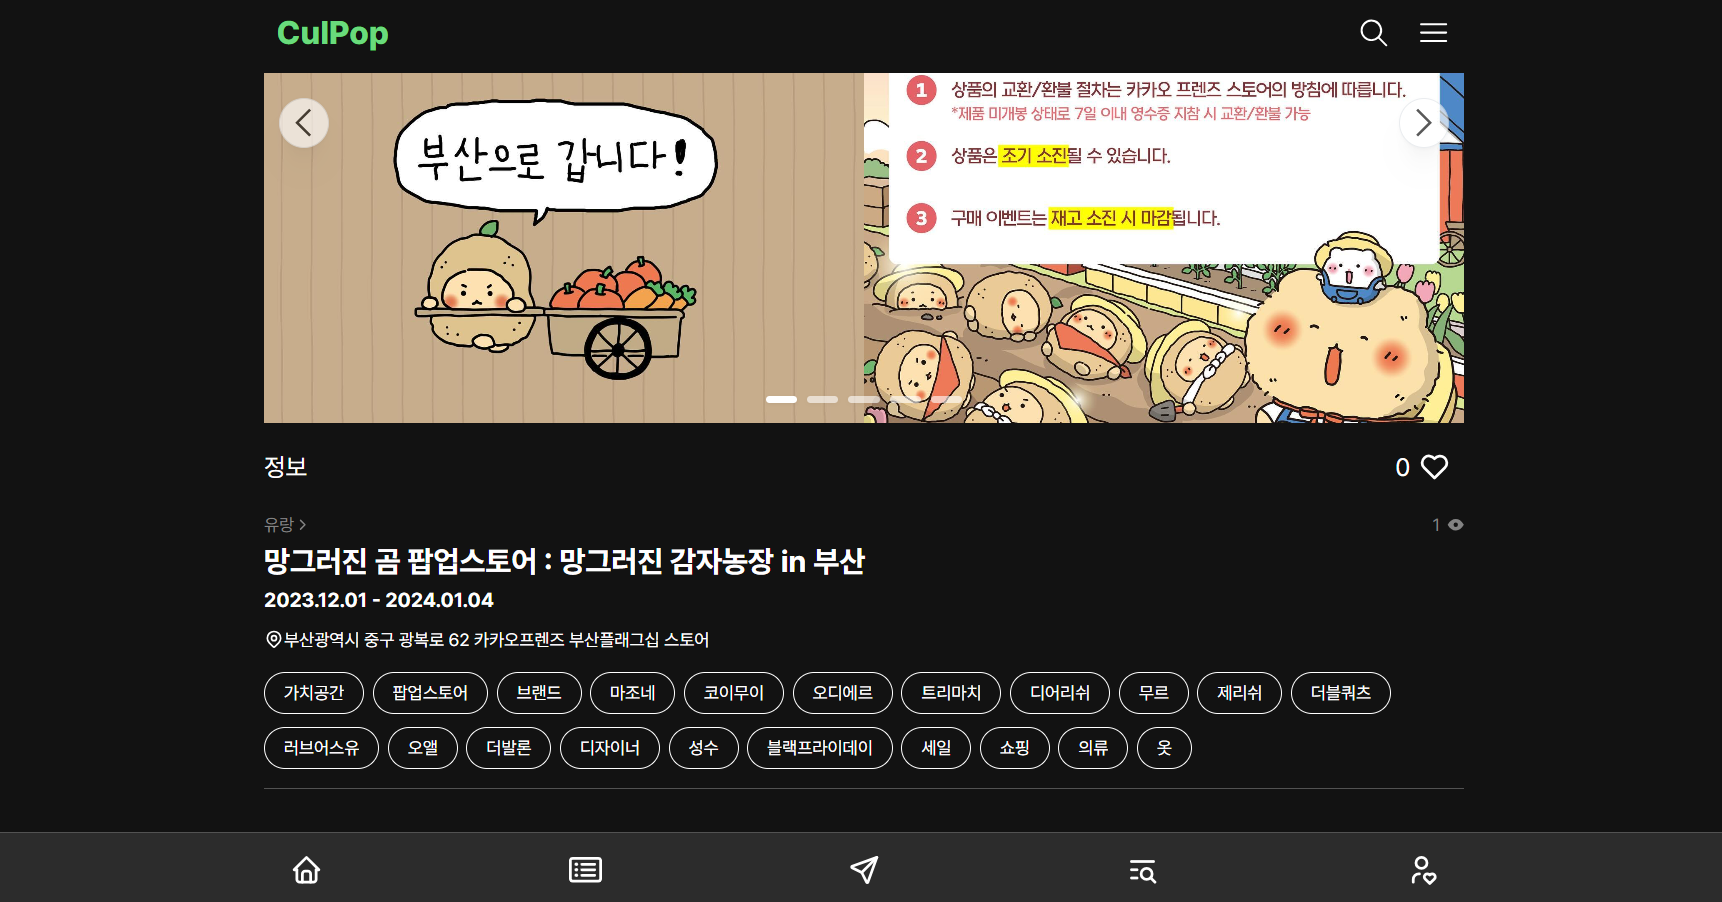 CulPop
부산으로 갑니다!
1 상품의 교환/환불 절차는 카카오 프렌즈 스토어의 방침에 따릅니다.
*제품 미개봉 상태로 7일 이내 영수증 지참 시 교환/환불 가능
2 상품은 조기 소진될 수 있습니다.
3 구매 이벤트는 재고 소진 시 마감됩니다.
정보
0
유랑 >
1
망그러진 곰 팝업스토어 : 망그러진 감자농장 in 부산
2023.12.01 - 2024.01.04
부산광역시 중구 광복로 62 카카오프렌즈 부산플래그십 스토어
가치공간 팝업스토어 브랜드 마조네 코이무이 오디에르 트리마치 디어리쉬 무르 제리쉬 더블쿼츠
러브어스유 오앨 더발론 디자이너 성수 블랙프라이데이 세일 쇼핑 의류 옷